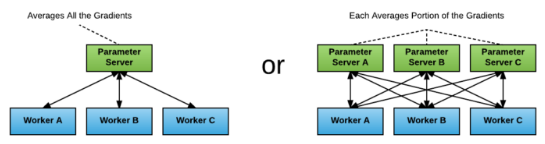 Averages All the Gradients
Parameter
Server
Worker A
Worker B
Worker C
or
Each Averages Portion of the Gradients
Parameter
Server A
Parameter
Server B
Parameter
Server C
Worker A
Worker B
Worker C